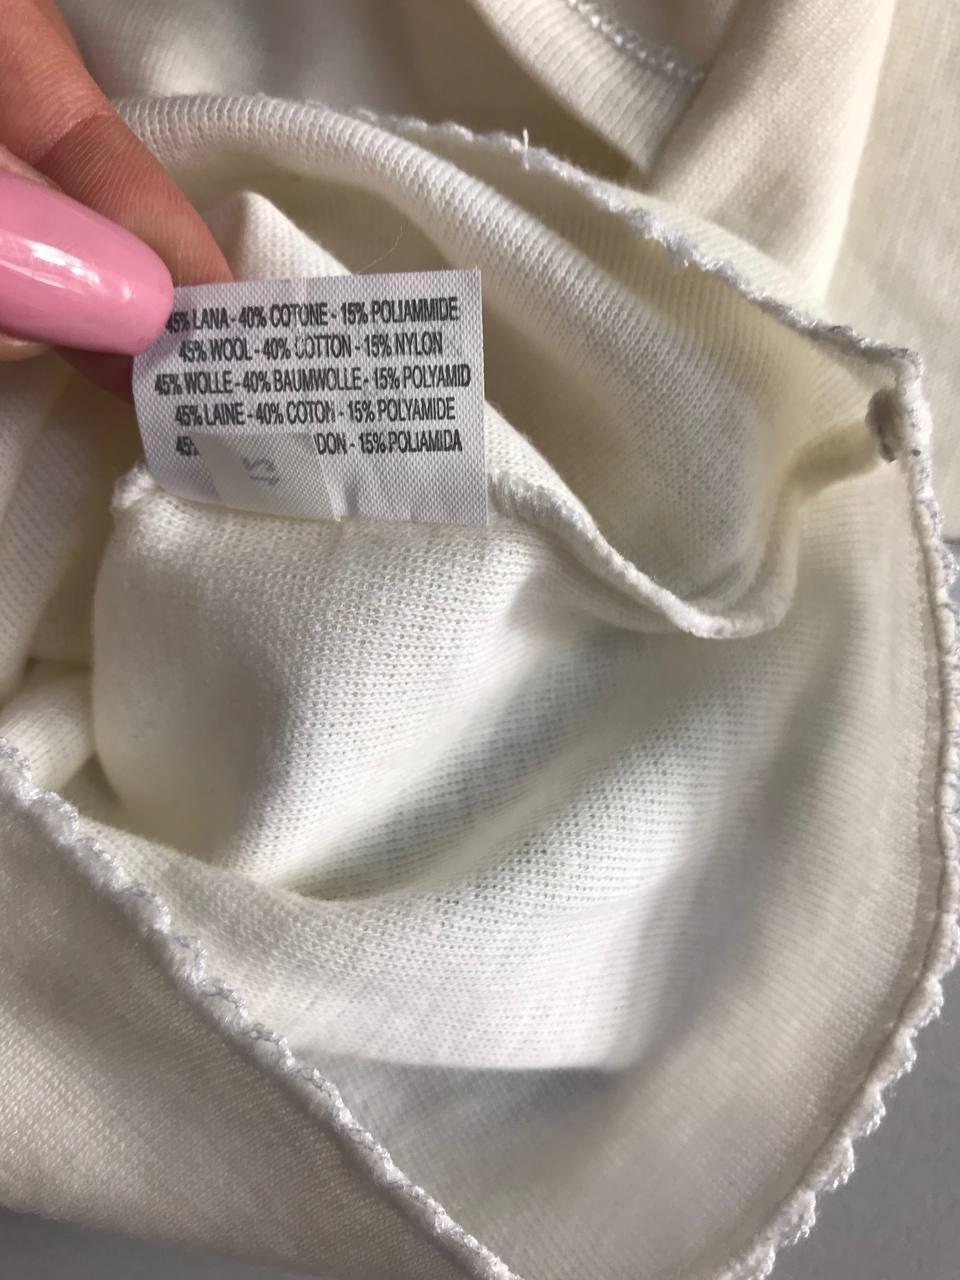 45% LANA - 40% COTONE - 15% POLIAMMIDE
45% WOOL - 40% COTTON - 15% NYLON
45% WOLLE - 40% BAUMWOLLE - 15% POLYAMID
45% LAINE - 40% COTON - 15% POLYAMIDE
15% POLIAMIDA